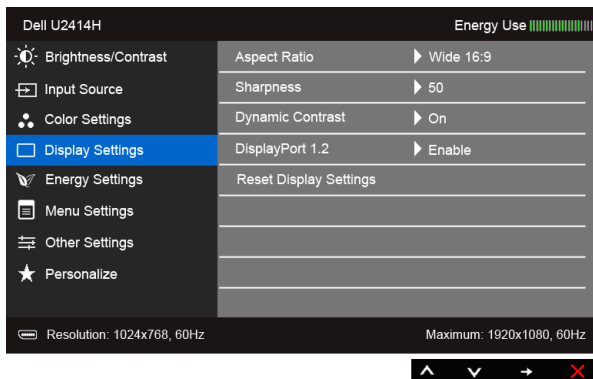 Dell U2414H Energy Use
Brightness/Contrast Aspect Ratio Wide 16:9
Input Source Sharpness 50
Color Settings Dynamic Contrast On
Display Settings DisplayPort 1.2 Enable
Energy Settings Reset Display Settings
Menu Settings
Other Settings
Personalize
Resolution: 1024x768, 60Hz Maximum: 1920x1080, 60Hz